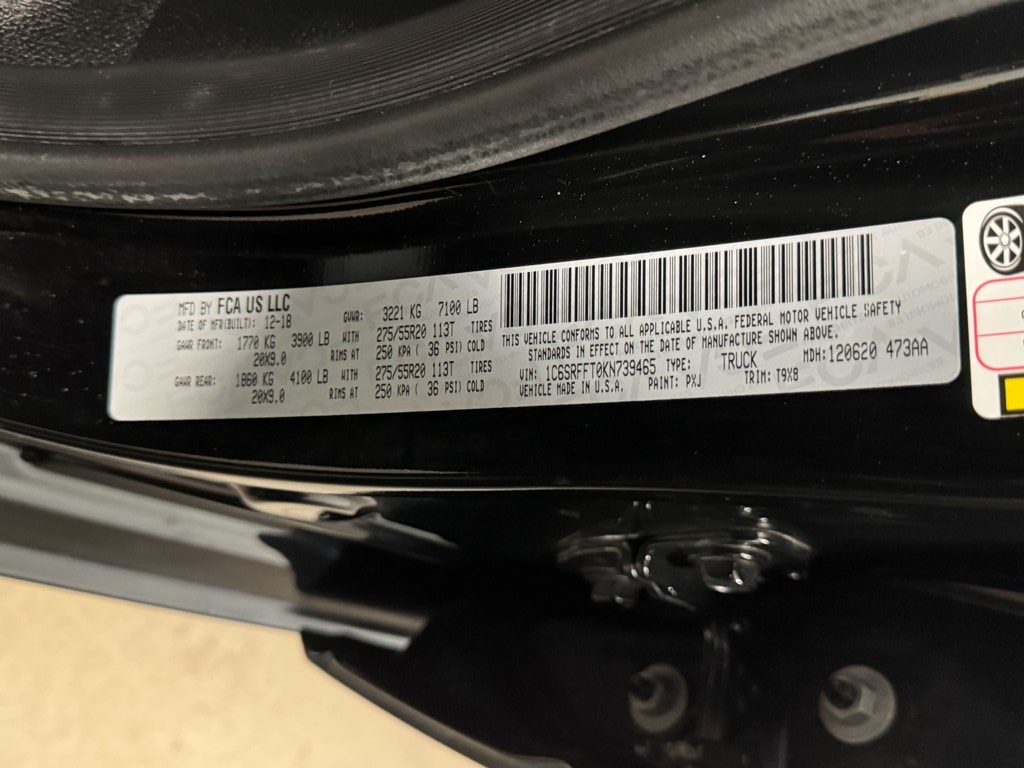 MFD BY FCA US LLC
DATE OF MFR(BUILT): 12-18 GVWR: 3221 KG 7100 LB
GAWR FRONT: 1770 KG 3900 LB WITH 275/55R20 113T TIRES
20X9.0 RIMS AT 250 KPA ( 36 PSI) COLD
GAWR REAR: 1860 KG 4100 LB WITH 275/55R20 113T TIRES
20X9.0 RIMS AT 250 KPA ( 36 PSI) COLD
THIS VEHICLE CONFORMS TO ALL APPLICABLE U.S.A. FEDERAL MOTOR VEHICLE SAFETY
STANDARDS IN EFFECT ON THE DATE OF MANUFACTURE SHOWN ABOVE.
VIN: 1C6SRFFT0KN739465 TYPE: TRUCK MDH: 120620 473AA
VEHICLE MADE IN U.S.A. PAINT: PXJ TRIM: T9X8